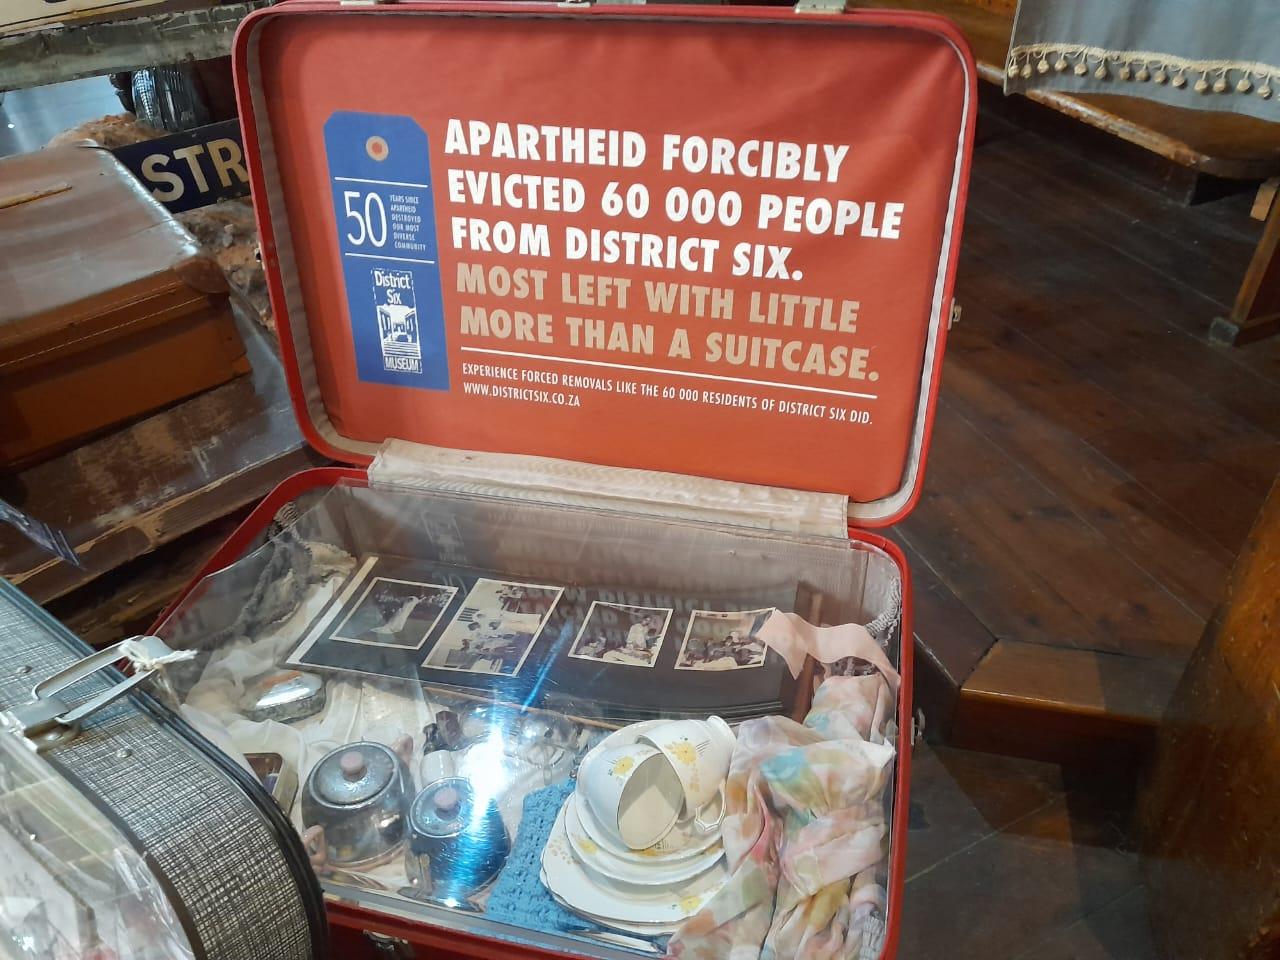 STR
50
YEARS SINCE
APARTHEID
DESTROYED
OUR MOST
DIVERSE
COMMUNITY
District
Six
MUSEUM
APARTHEID FORCIBLY
EVICTED 60 000 PEOPLE
FROM DISTRICT SIX.
MOST LEFT WITH LITTLE
MORE THAN A SUITCASE.
EXPERIENCE FORCED REMOVALS LIKE THE 60 000 RESIDENTS OF DISTRICT SIX DID.
WWW.DISTRICTSIX.CO.ZA